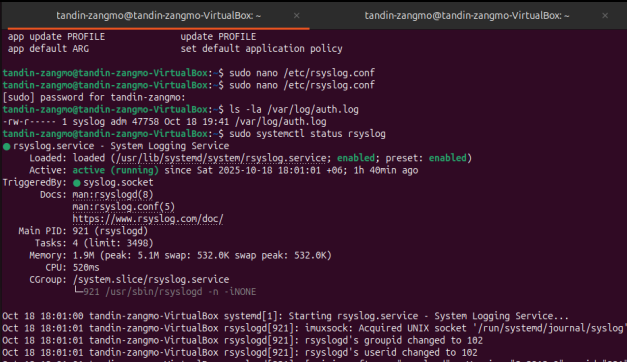 tandin-zangmo@tandin-zangmo-VirtualBox: ~ × tandin-zangmo@tandin-zangmo-VirtualBox: ~ ×
app update PROFILE update PROFILE
app default ARG set default application policy
tandin-zangmo@tandin-zangmo-VirtualBox:~$ sudo nano /etc/rsyslog.conf
tandin-zangmo@tandin-zangmo-VirtualBox:~$ sudo nano /etc/rsyslog.conf
[sudo] password for tandin-zangmo:
tandin-zangmo@tandin-zangmo-VirtualBox:~$ ls -la /var/log/auth.log
-rw-r----- 1 syslog adm 47758 Oct 18 19:41 /var/log/auth.log
tandin-zangmo@tandin-zangmo-VirtualBox:~$ sudo systemctl status rsyslog
● rsyslog.service - System Logging Service
Loaded: loaded (/usr/lib/systemd/system/rsyslog.service; enabled; preset: enabled)
Active: active (running) since Sat 2025-10-18 18:01:01 +06; 1h 40min ago
TriggeredBy: ● syslog.socket
Docs: man:rsyslogd(8)
man:rsyslog.conf(5)
https://www.rsyslog.com/doc/
Main PID: 921 (rsyslogd)
Tasks: 4 (limit: 3498)
Memory: 1.9M (peak: 5.1M swap: 532.0K swap peak: 532.0K)
CPU: 520ms
CGroup: /system.slice/rsyslog.service
└─921 /usr/sbin/rsyslogd -n -iNONE
Oct 18 18:01:00 tandin-zangmo-VirtualBox systemd[1]: Starting rsyslog.service - System Logging Service...
Oct 18 18:01:01 tandin-zangmo-VirtualBox rsyslogd[921]: imuxsock: Acquired UNIX socket '/run/systemd/journal/syslog'
Oct 18 18:01:01 tandin-zangmo-VirtualBox rsyslogd[921]: rsyslogd's groupid changed to 102
Oct 18 18:01:01 tandin-zangmo-VirtualBox rsyslogd[921]: rsyslogd's userid changed to 102